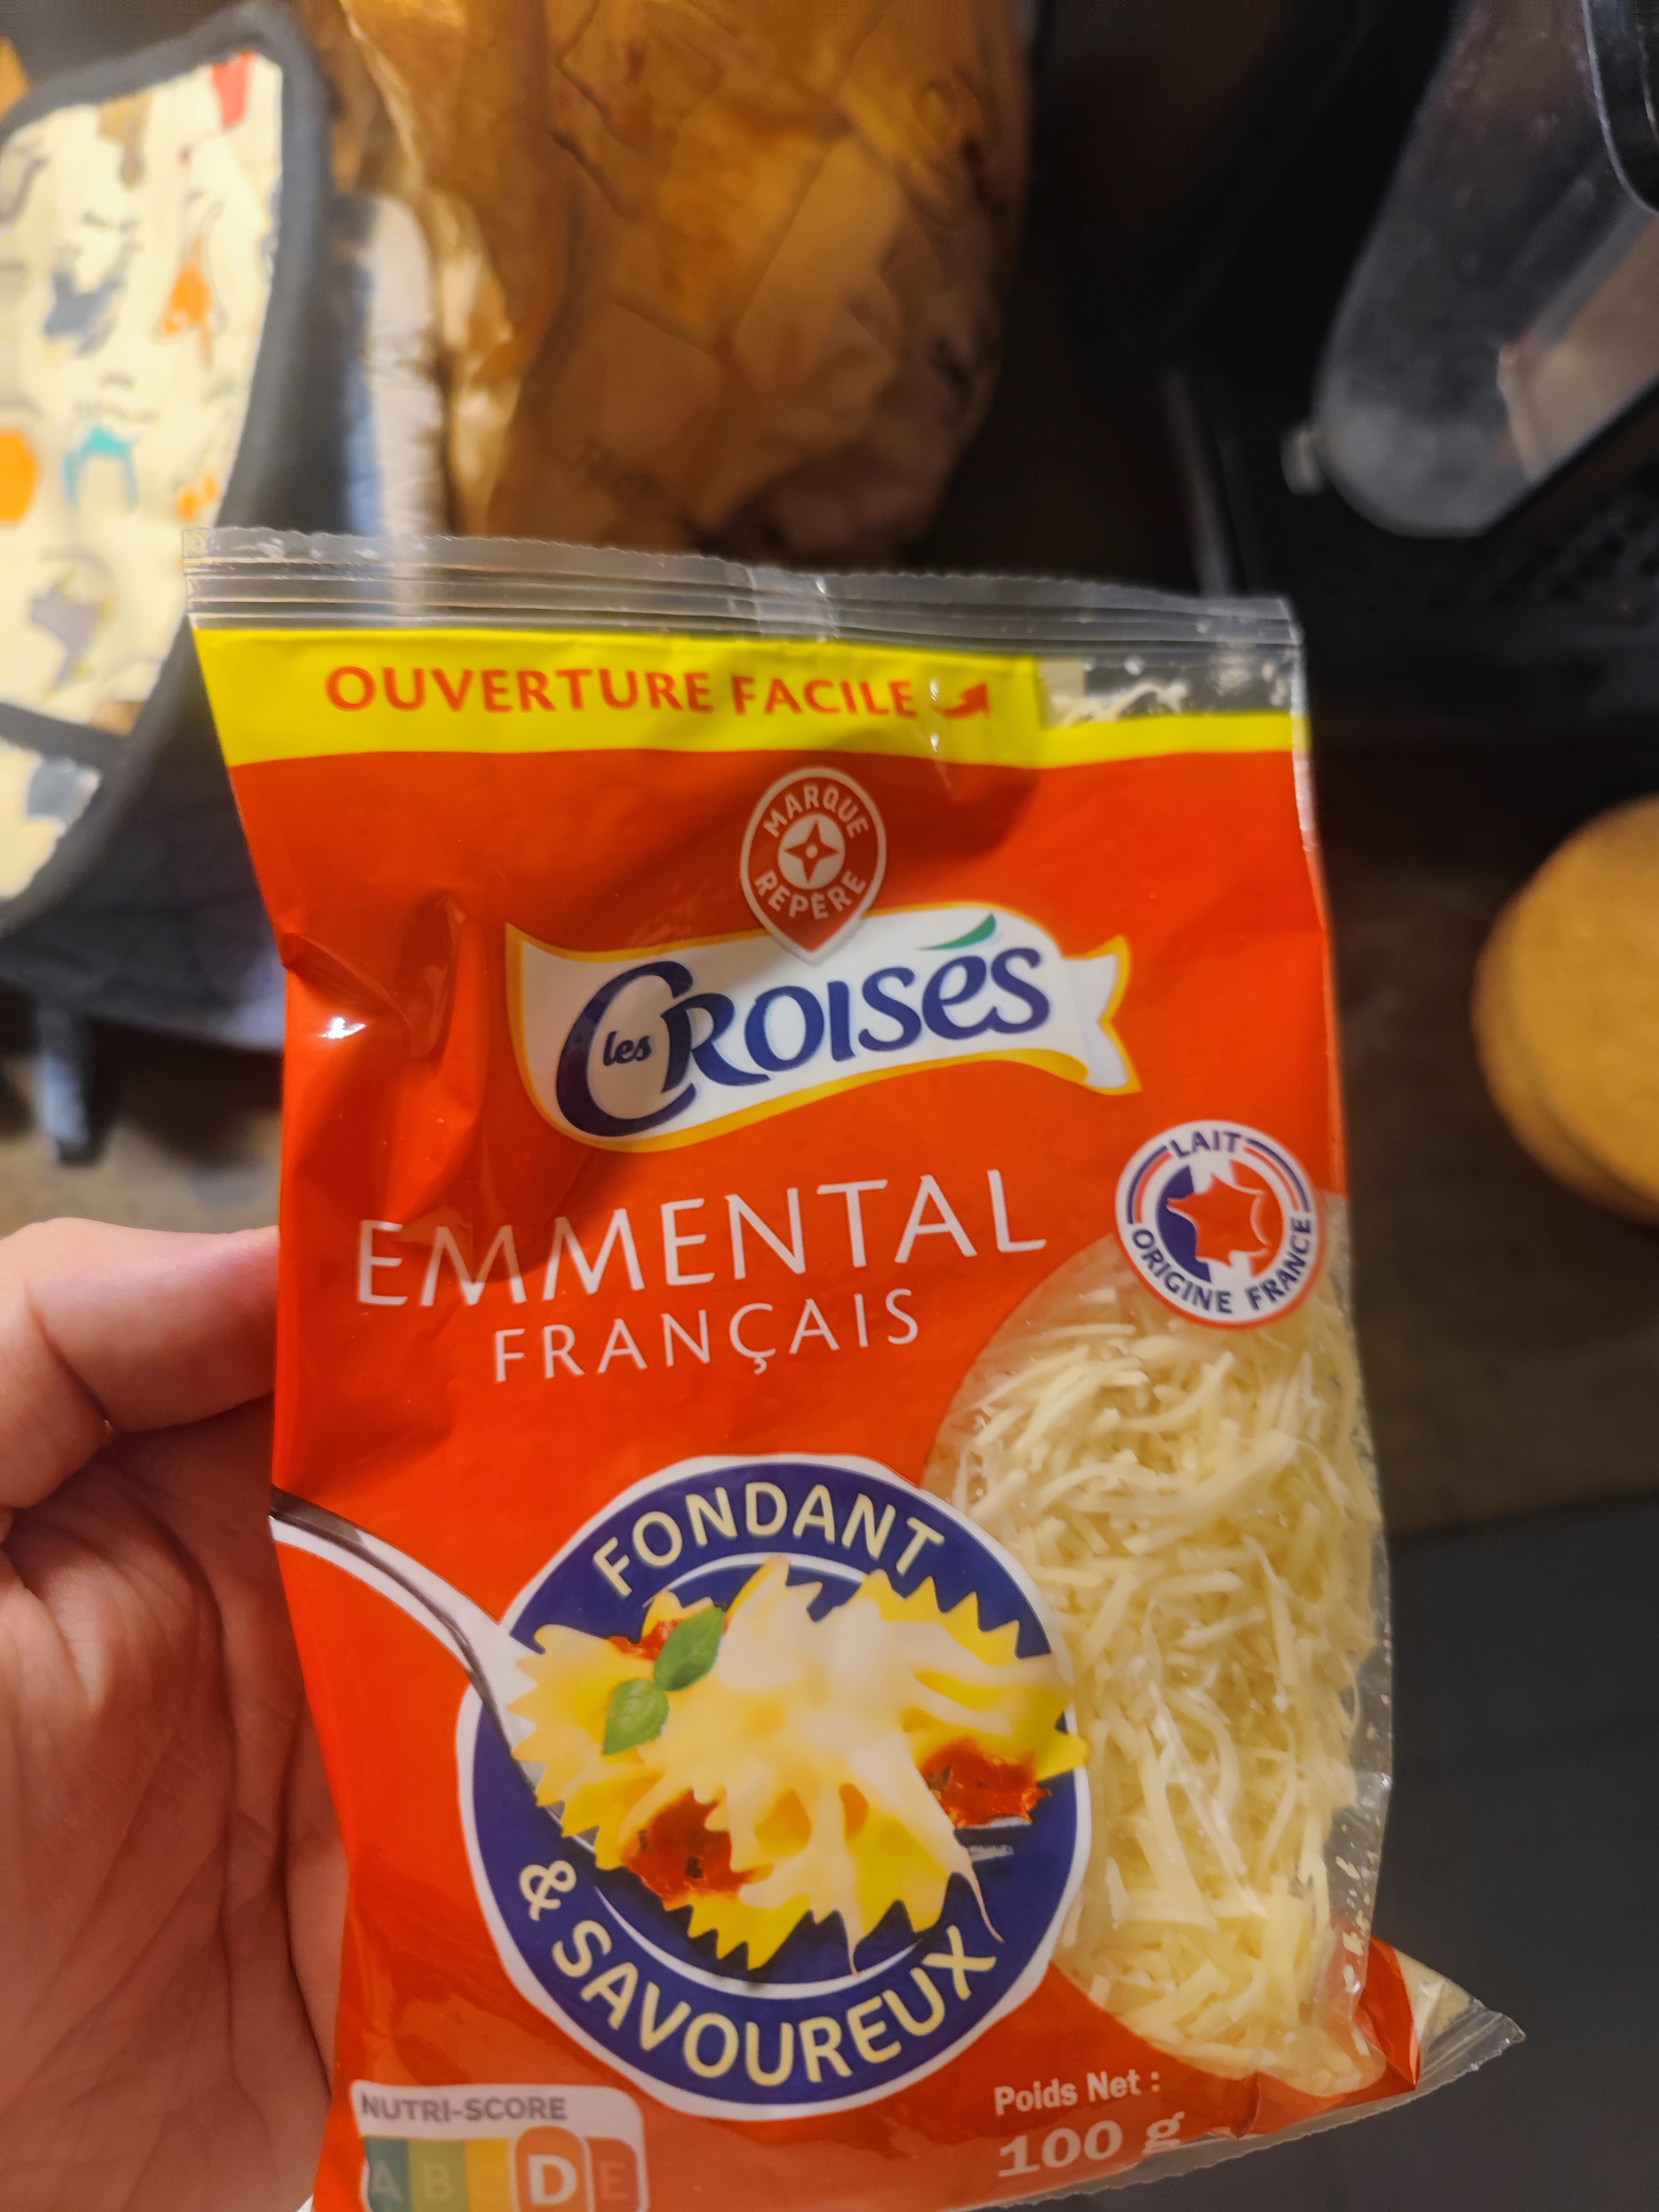 OUVERTURE FACILE
MARQUE
REPÈRE
les CROISÉS
LAIT
ORIGINE FRANCE
EMMENTAL
FRANÇAIS
FONDANT
& SAVOUREUX
Poids Net :
100 g
NUTRI-SCORE
A B C D E